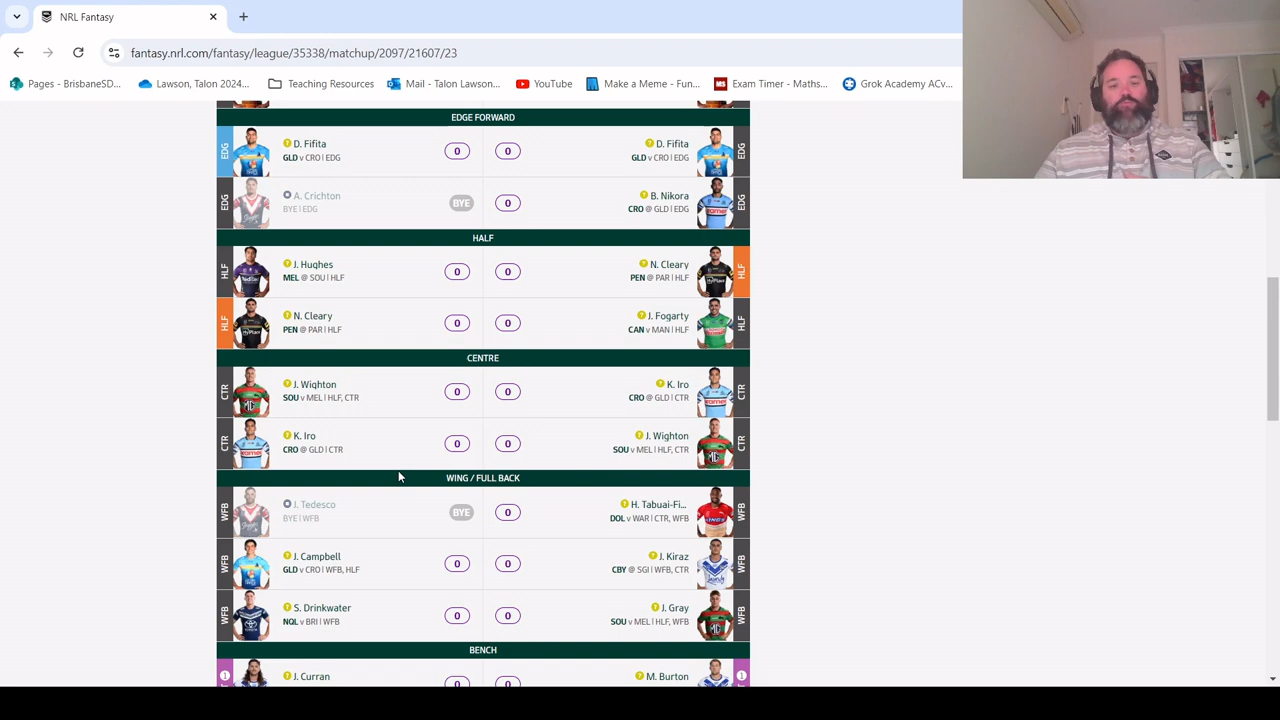 NRL Fantasy
fantasy.nrl.com/fantasy/league/35338/matchup/2097/21607/23
Pages - BrisbaneSD...
Lawson, Talon 2024...
Teaching Resources
Mail - Talon Lawson...
YouTube
Make a Meme - Fun...
Exam Timer - Maths...
Grok Academy ACv...
EDGE FORWARD
EDG D. Fifita 0 0 D. Fifita EDG
GLD v CRO | EDG GLD v CRO | EDG
EDG A. Crichton BYE 0 B. Nikora EDG
BYE | EDG CRO @ GLD | EDG
HALF
HLF J. Hughes 0 0 N. Cleary HLF
MEL @ SOU | HLF PEN @ PAR | HLF
HLF N. Cleary 0 0 J. Fogarty HLF
PEN @ PAR | HLF CAN v MAN | HLF
CENTRE
CTR J. Wighton 0 0 K. Iro CTR
SOU v MEL | HLF, CTR CRO @ GLD | CTR
CTR K. Iro 0 0 J. Wighton CTR
CRO @ GLD | CTR SOU v MEL | HLF, CTR
WING / FULL BACK
WFB J. Tedesco BYE 0 H. Tabuai-Fi... WFB
BYE | WFB DOL v WAR | CTR, WFB
WFB J. Campbell 0 0 J. Kiraz WFB
GLD v CRO | WFB, HLF CBY @ SGI | WFB, CTR
WFB S. Drinkwater 0 0 J. Gray WFB
NQL v BRI | WFB SOU v MEL | HLF, WFB
BENCH
1 J. Curran 0 0 M. Burton 1